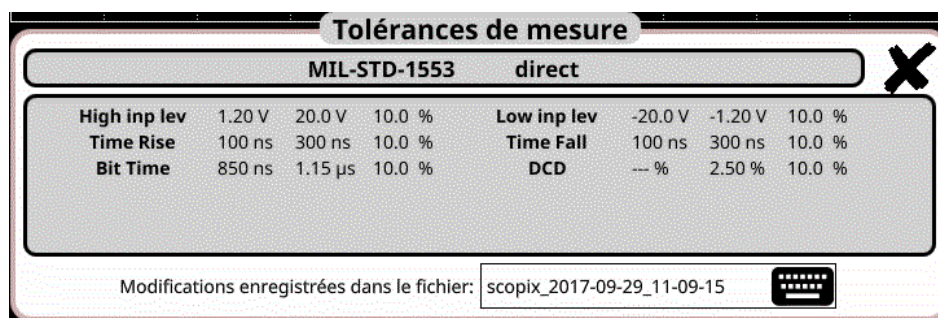 Tolérances de mesure
MIL-STD-1553 direct
High inp lev 1.20 V 20.0 V 10.0 % Low inp lev -20.0 V -1.20 V 10.0 %
Time Rise 100 ns 300 ns 10.0 % Time Fall 100 ns 300 ns 10.0 %
Bit Time 850 ns 1.15 µs 10.0 % DCD --- % 2.50 % 10.0 %
Modifications enregistrées dans le fichier: scopix_2017-09-29_11-09-15